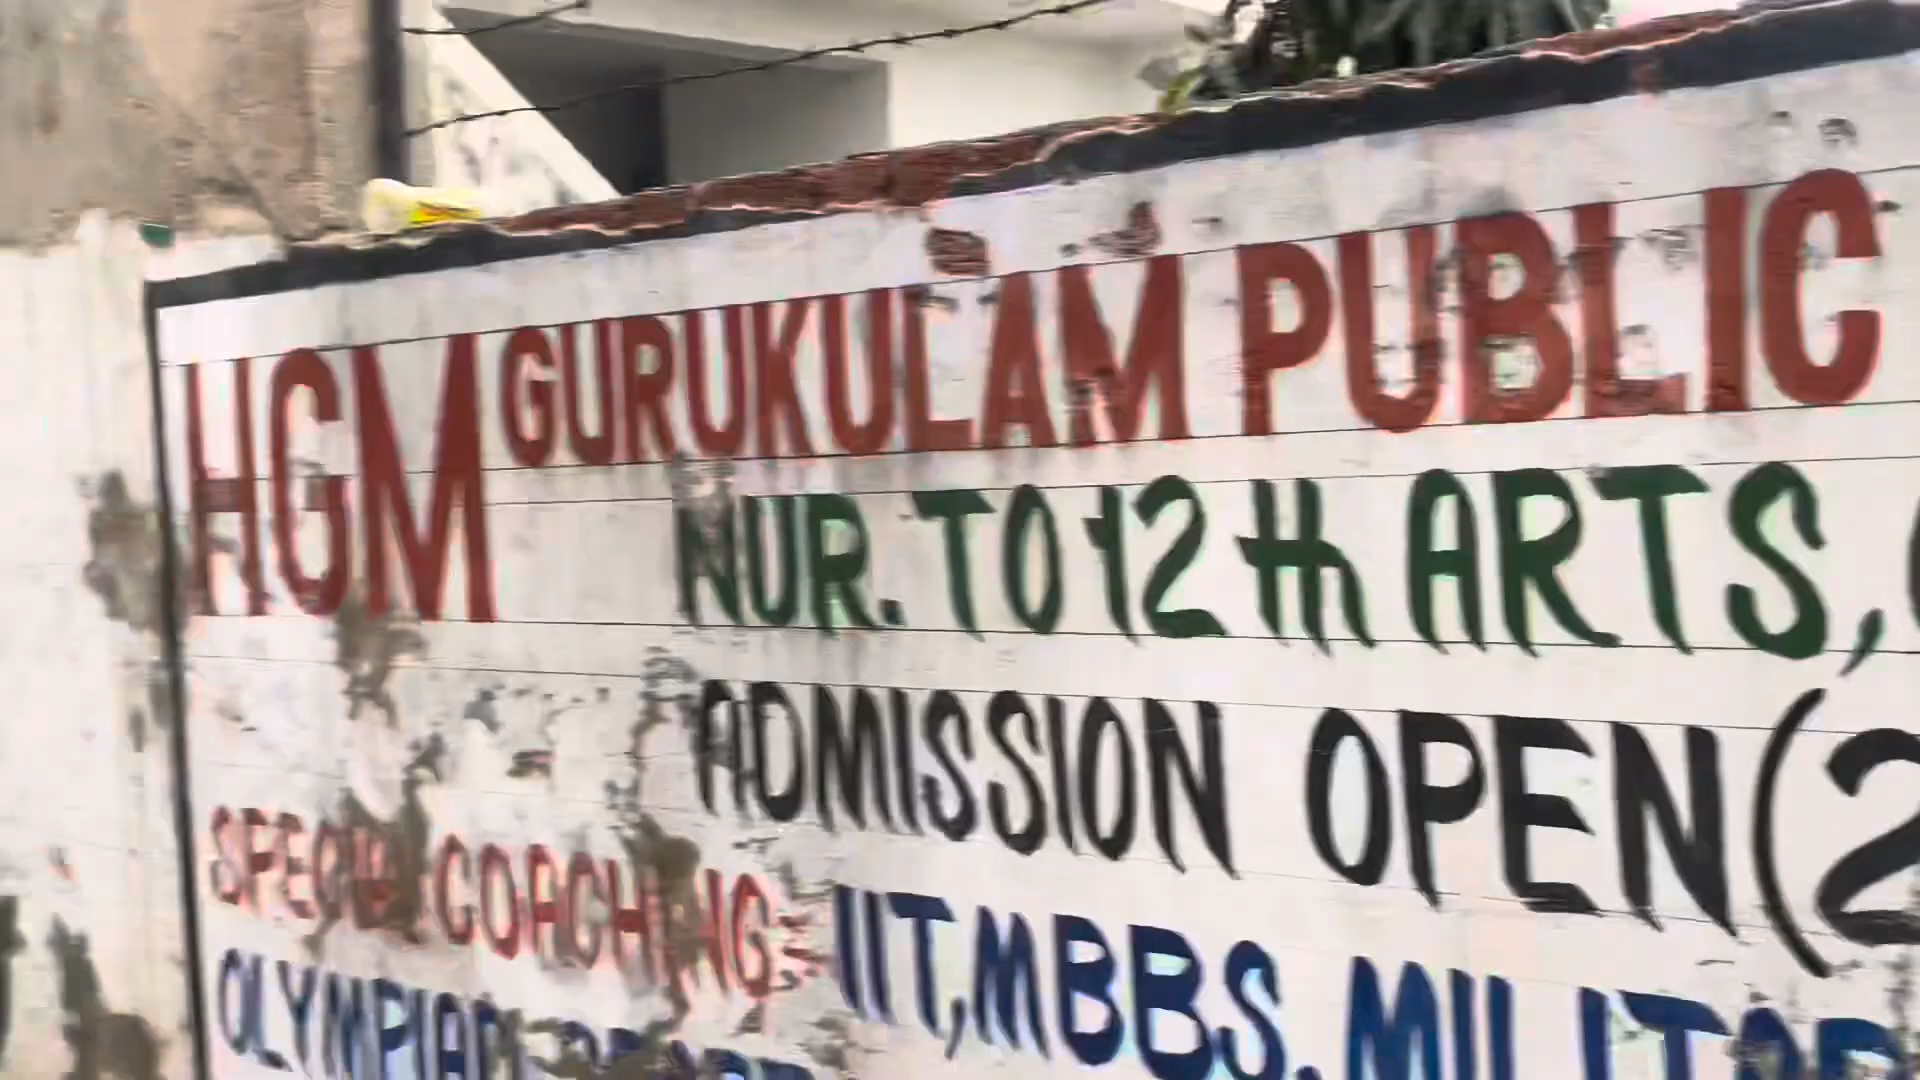 HGM GURUKULAM PUBLIC
NUR. TO 12th ARTS,
ADMISSION OPEN (2
SPECIAL COACHING
IIT, MBBS, MILITAR
OLYMPIAD